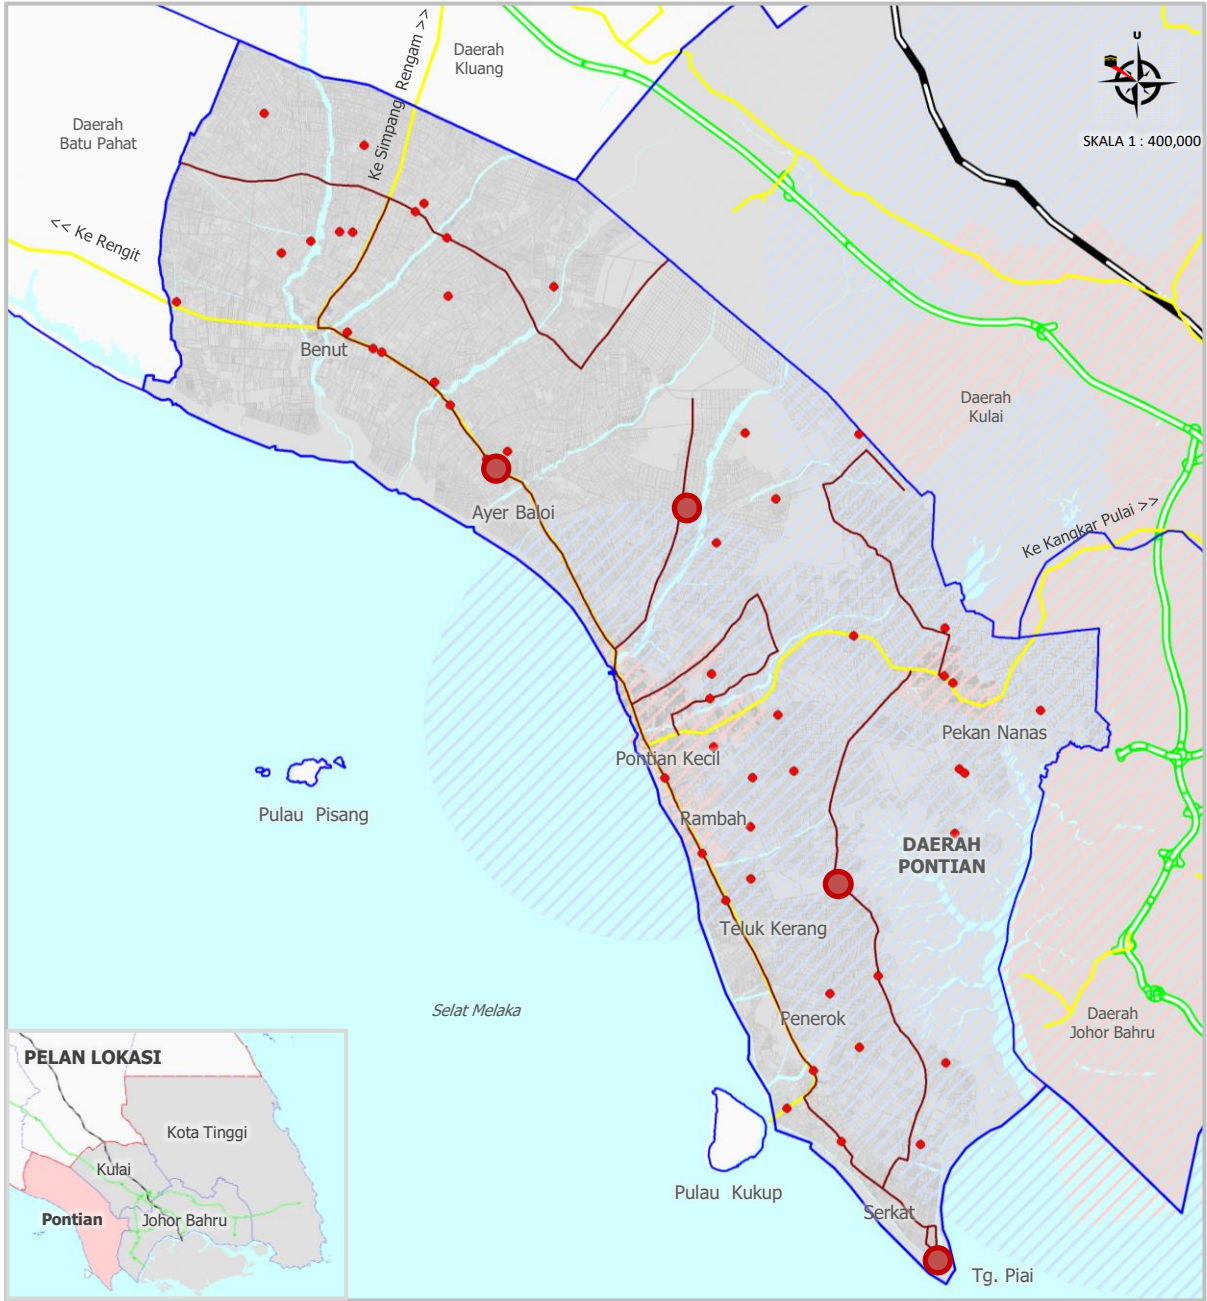 Daerah
Kluang
Ke Simpang Rengam >>
U
SKALA 1 : 400,000
Daerah
Batu Pahat
<< Ke Rengit
Benut
Daerah
Kulai
Ayer Baloi
Ke Kangkar Pulai >>
Pekan Nanas
Pontian Kecil
Pulau Pisang
Rambah
DAERAH
PONTIAN
Teluk Kerang
Selat Melaka
Penerok
Daerah
Johor Bahru
PELAN LOKASI
Kota Tinggi
Kulai
Pontian
Johor Bahru
Pulau Kukup
Serkat
Tg. Piai